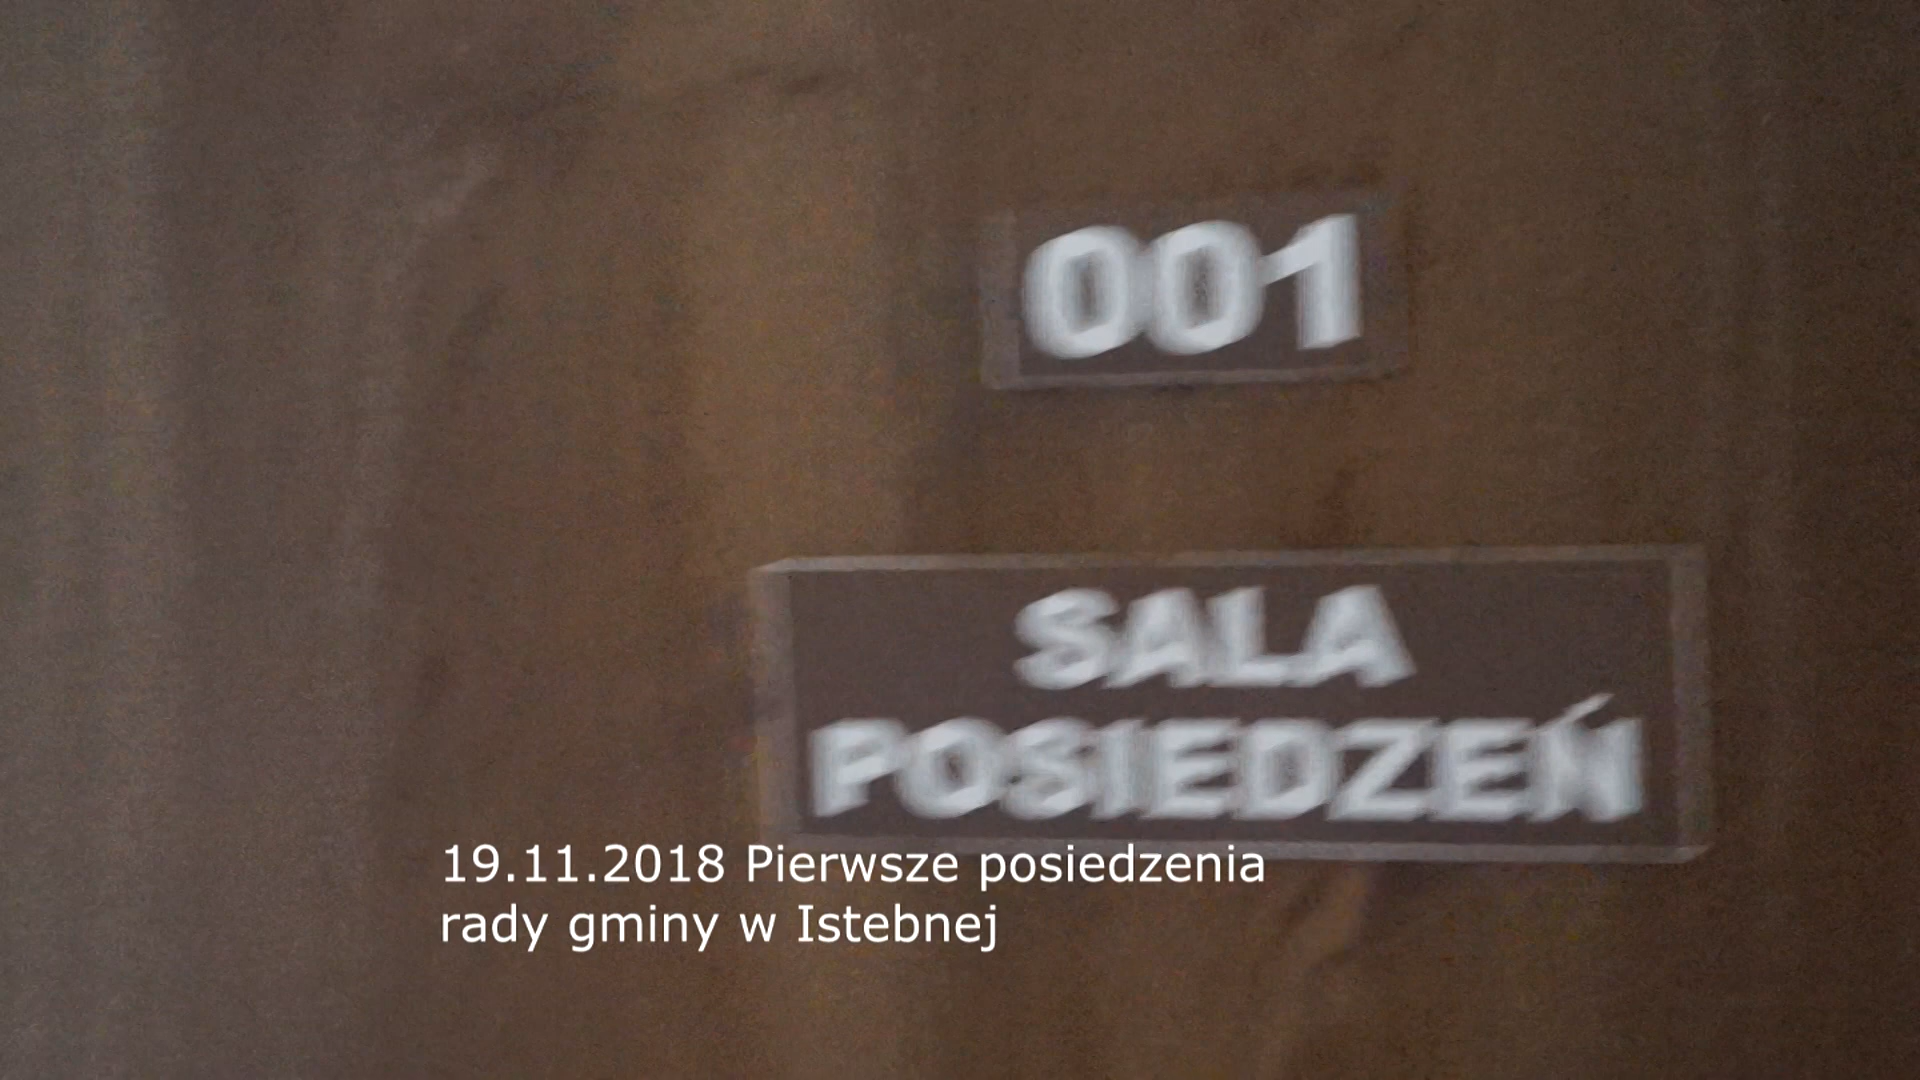 001
SALA
POSIEDZEŃ
19.11.2018 Pierwsze posiedzenia
rady gminy w Istebnej